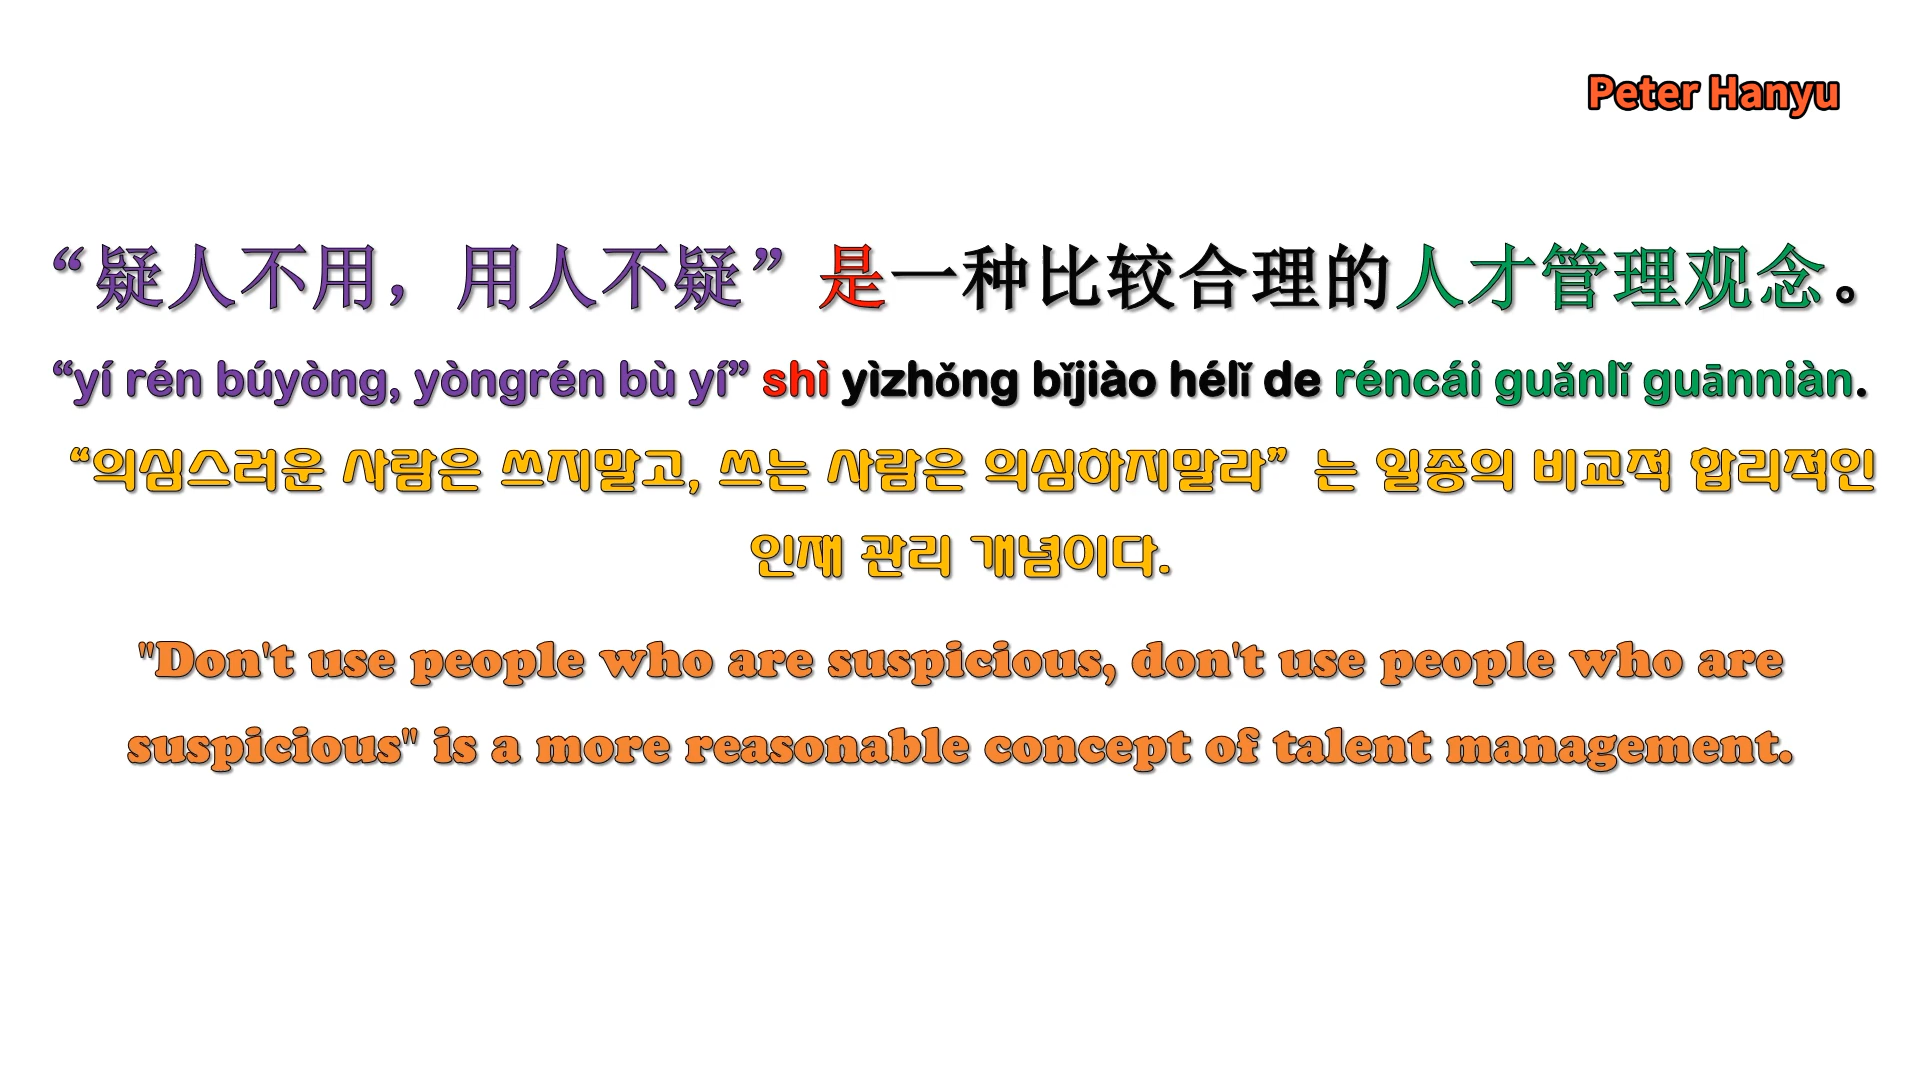 Peter Hanyu
“疑人不用，用人不疑”是一种比较合理的人才管理观念。
“yí rén búyòng, yòngrén bù yí” shì yìzhǒng bǐjiào hélǐ de réncái guǎnlǐ guānniàn.
“의심스러운 사람은 쓰지말고, 쓰는 사람은 의심하지말라” 는 일종의 비교적 합리적인
인재 관리 개념이다.
"Don't use people who are suspicious, don't use people who are
suspicious" is a more reasonable concept of talent management.